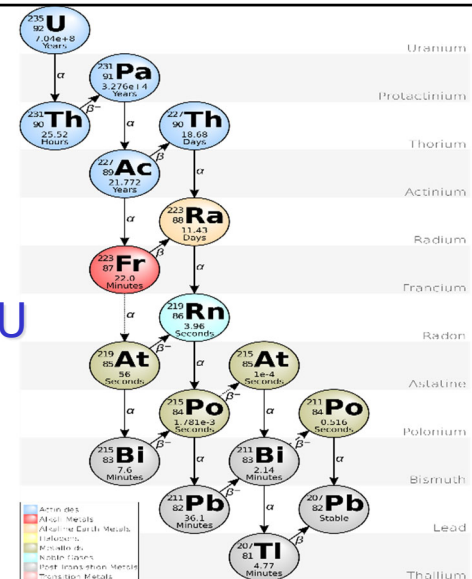 235
92 U
7.04e+8
Years
Uranium
α
231
91 Pa
3.276e+4
Years
β−
Protactinium
231
90 Th
25.52
Hours
227
90 Th
18.68
Days
Thorium
α
β
227
89 Ac
21.772
Years
Actinium
α
α
223
88 Ra
11.43
Days
Radium
β
223
87 Fr
22.0
Minutes
α
Francium
U
α
219
86 Rn
3.96
Seconds
Radon
β−
219
85 At
56
Seconds
215
85 At
1e-4
Seconds
Astatine
α
α
β−
215
84 Po
1.781e-3
Seconds
211
84 Po
0.516
Seconds
Polonium
β−
α
β−
215
83 Bi
7.6
Minutes
211
83 Bi
2.14
Minutes
Bismuth
α
α
β−
211
82 Pb
36.1
Minutes
207
82 Pb
Stable
Lead
α
β−
207
81 Tl
4.77
Minutes
Thallium
Actinides
Alkali Metals
Alkaline Earth Metals
Halogens
Metalloids
Noble Gases
Post Transition Metals
Transition Metals